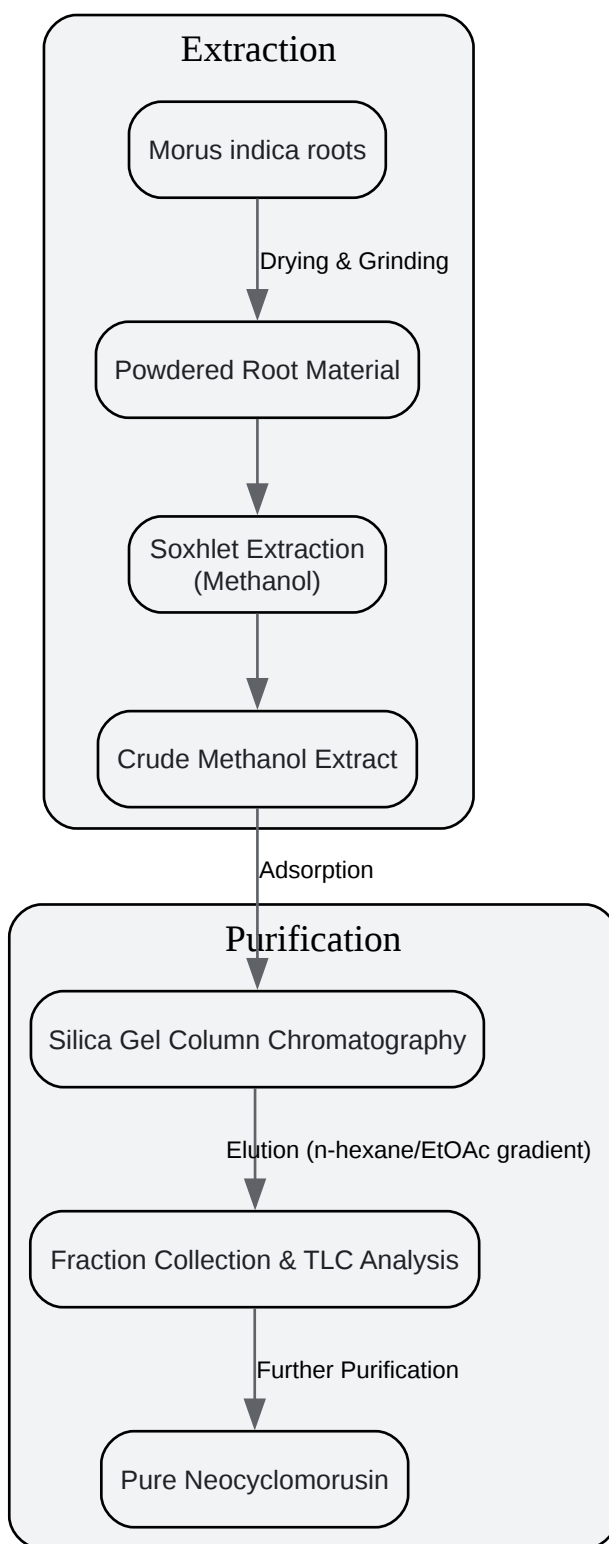 Extraction
Morus indica roots
Drying & Grinding
Powdered Root Material
Soxhlet Extraction
(Methanol)
Crude Methanol Extract
Adsorption
Purification
Silica Gel Column Chromatography
Elution (n-hexane/EtOAc gradient)
Fraction Collection & TLC Analysis
Further Purification
Pure Neocyclomorusin